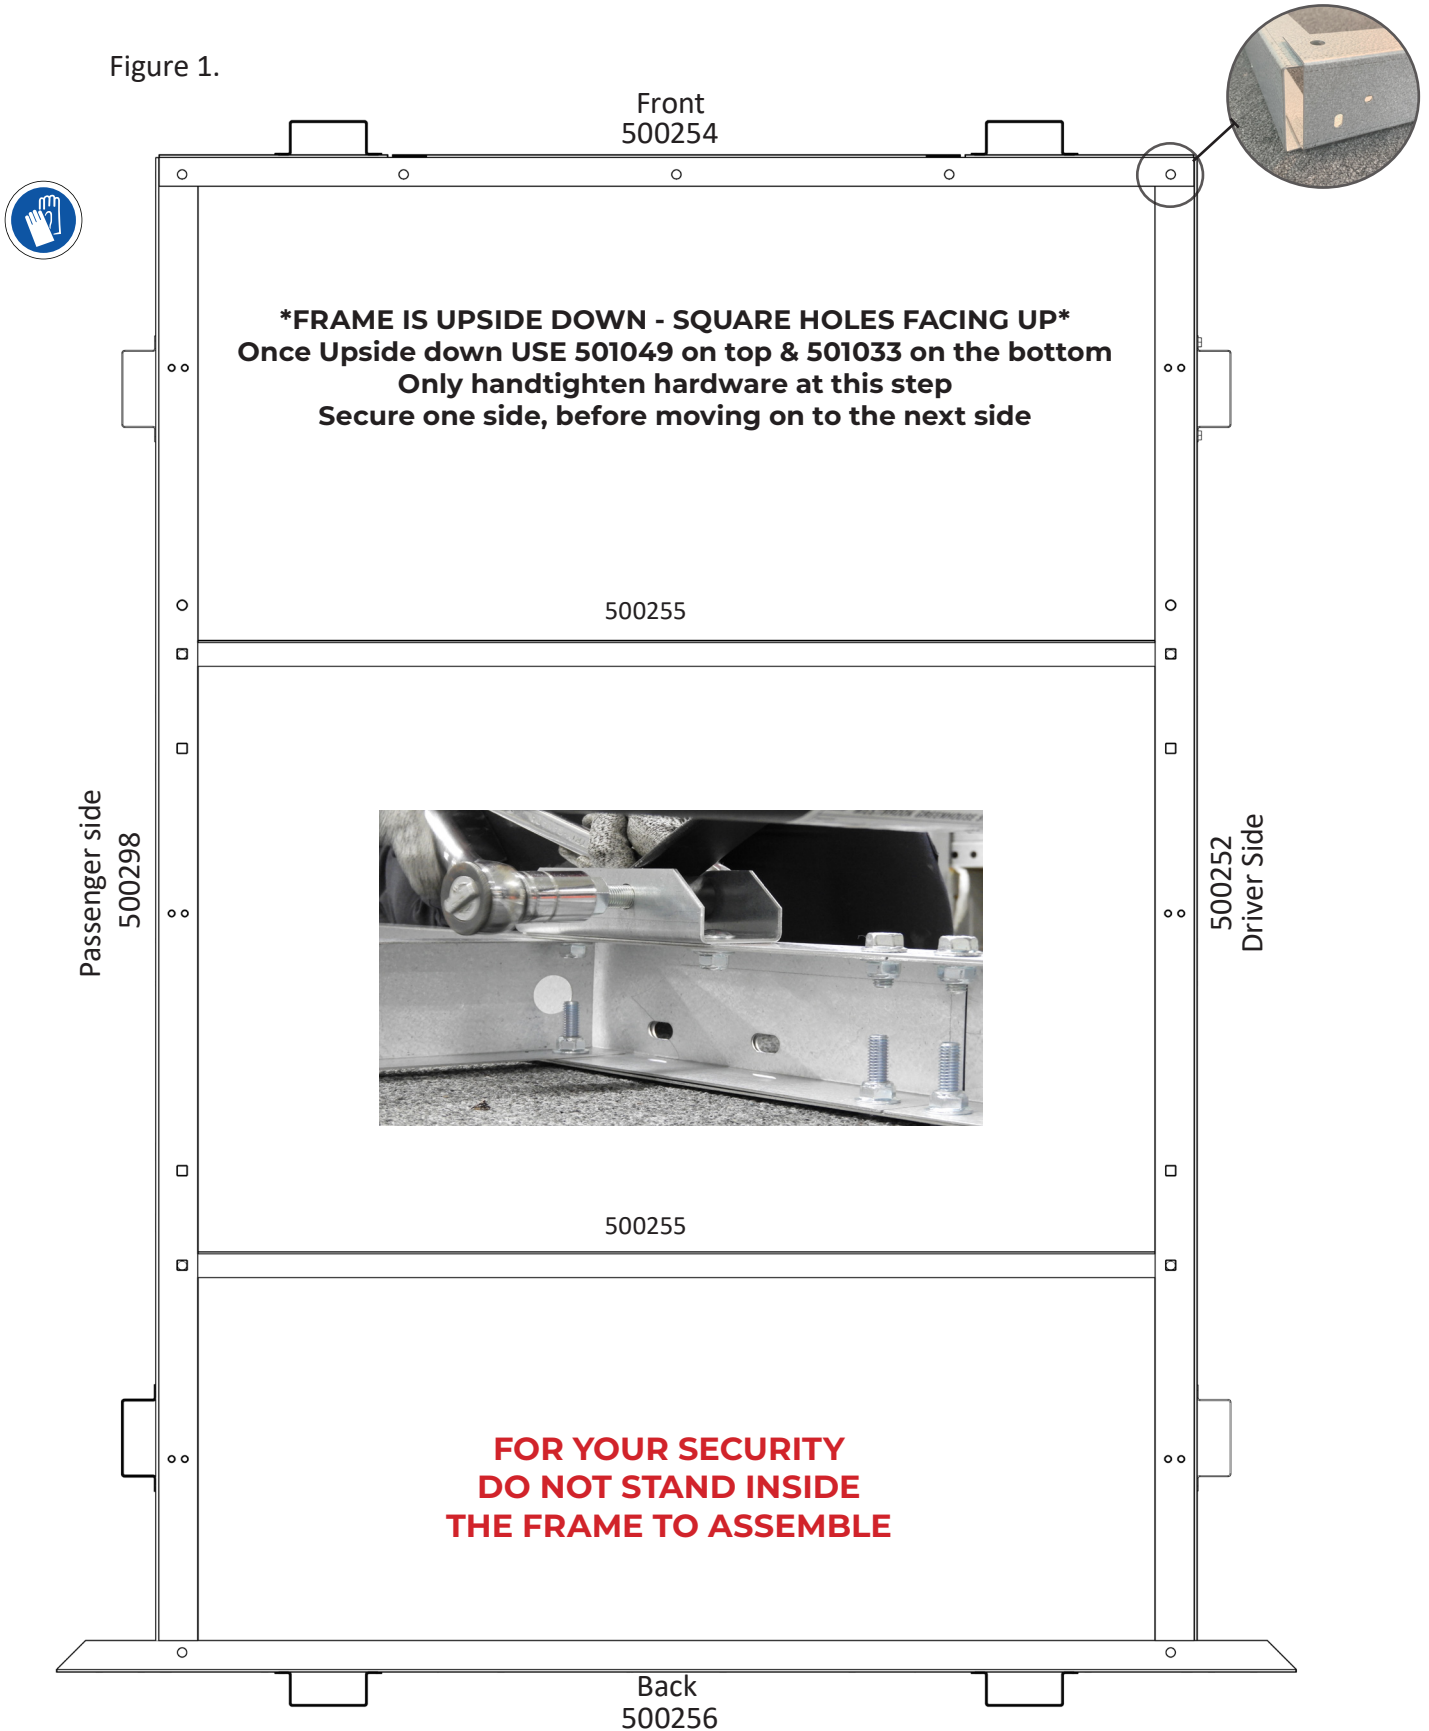 Figure 1.
Front
500254
*FRAME IS UPSIDE DOWN - SQUARE HOLES FACING UP*
Once Upside down USE 501049 on top & 501033 on the bottom
Only handtighten hardware at this step
Secure one side, before moving on to the next side
500255
Passenger side
500298
500252
Driver Side
500255
FOR YOUR SECURITY
DO NOT STAND INSIDE
THE FRAME TO ASSEMBLE
Back
500256